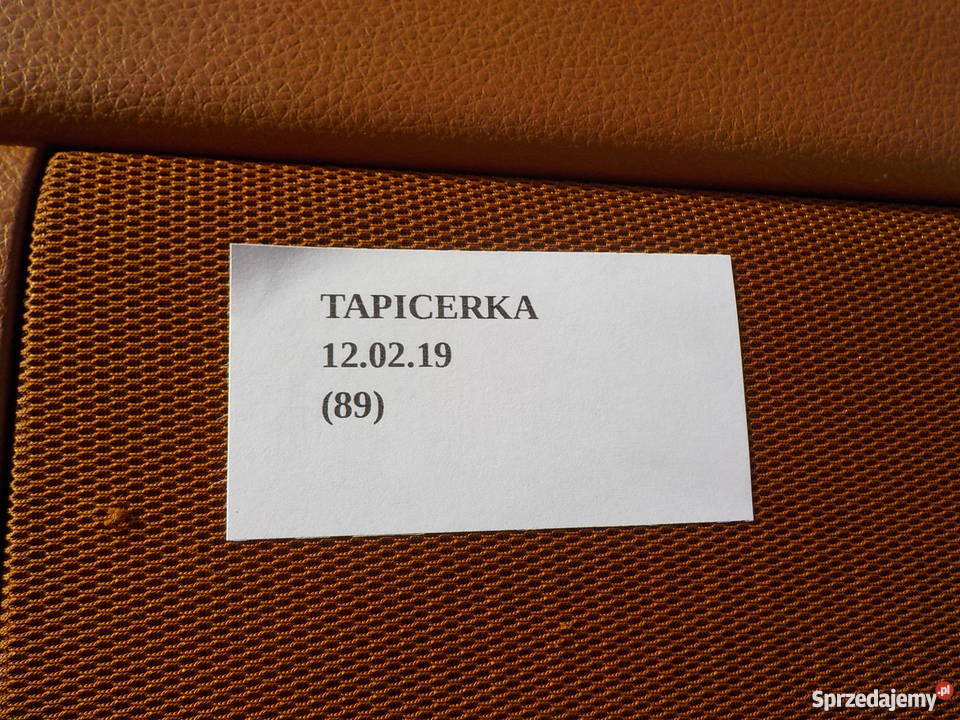 TAPICERKA
12.02.19
(89)
Sprzedajemy.pl